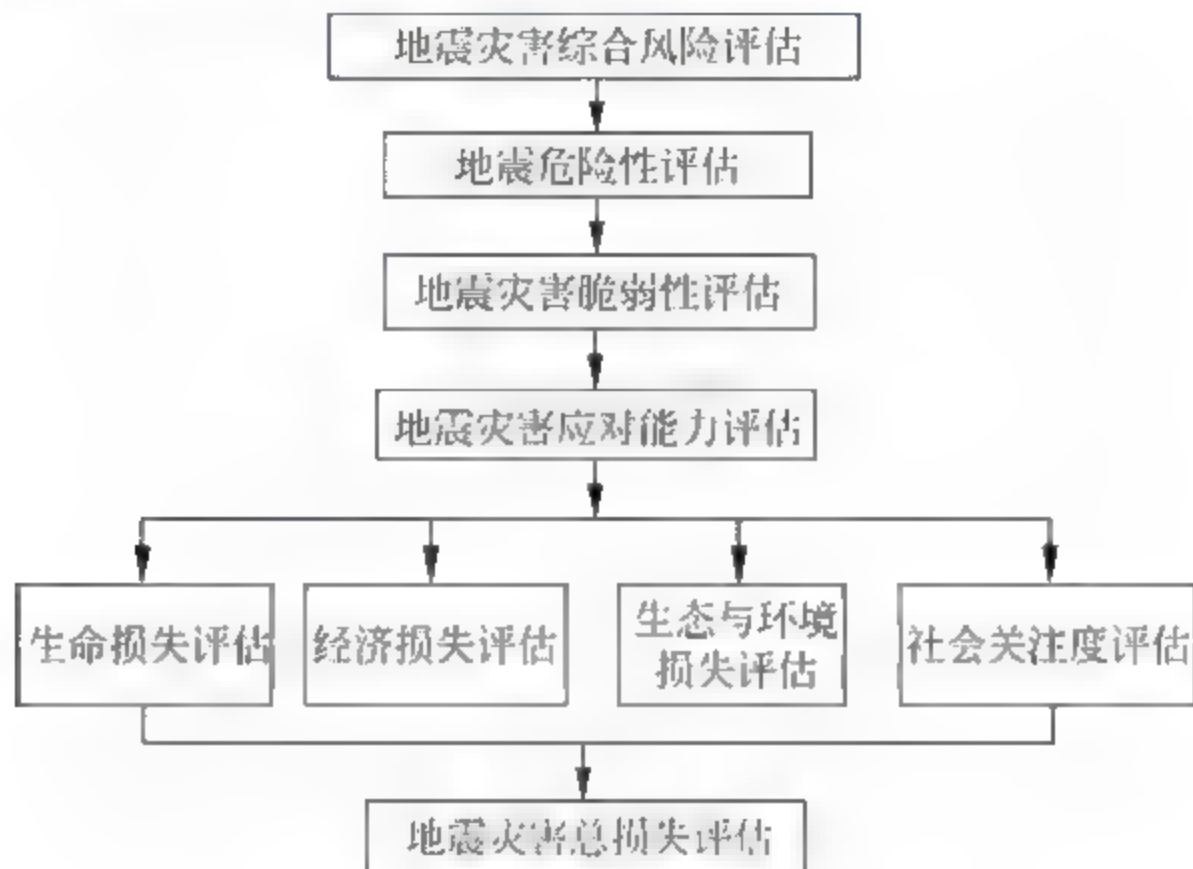 地震灾害综合风险评估
地震危险性评估
地震灾害脆弱性评估
地震灾害应对能力评估
生命损失评估
经济损失评估
生态与环境
损失评估
社会关注度评估
地震灾害总损失评估